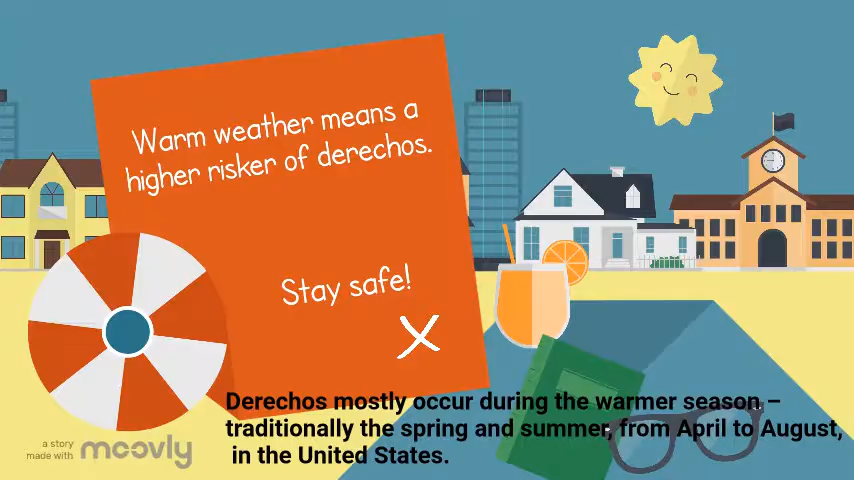 Warm weather means a
higher risker of derechos.
Stay safe!
X
Derechos mostly occur during the warmer season –
traditionally the spring and summer, from April to August,
in the United States.
a story
made with moovly